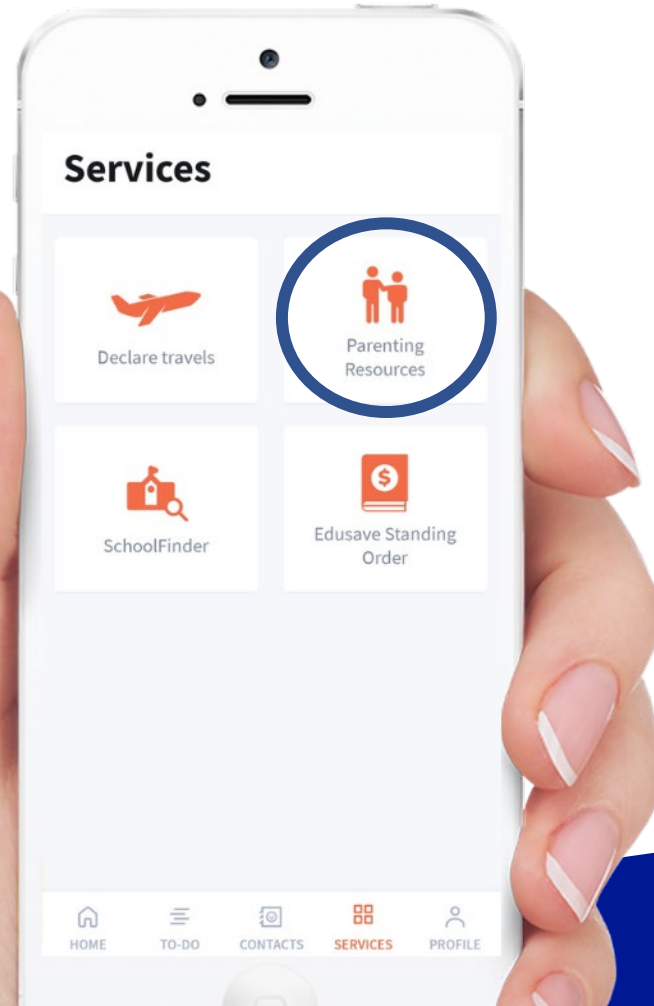 Services
Declare travels
Parenting
Resources
SchoolFinder
$
Edusave Standing
Order
HOME
TO-DO
CONTACTS
SERVICES
PROFILE